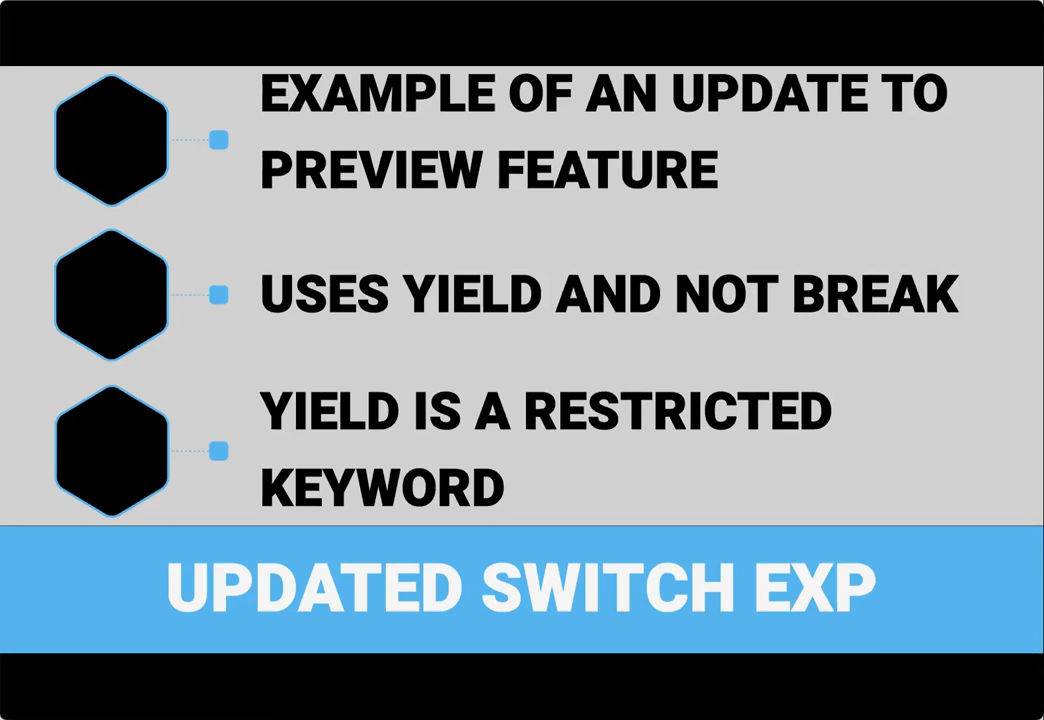 EXAMPLE OF AN UPDATE TO
PREVIEW FEATURE
USES YIELD AND NOT BREAK
YIELD IS A RESTRICTED
KEYWORD
UPDATED SWITCH EXP